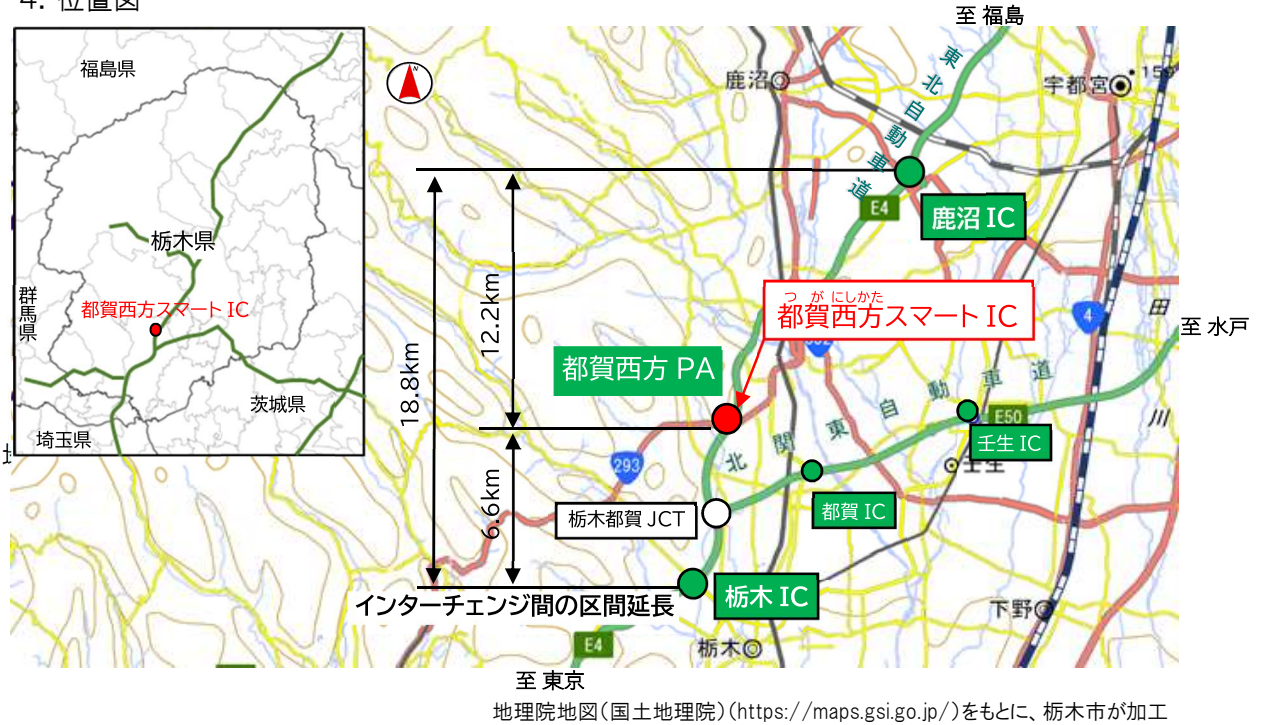 4. 位置図
至 福島
福島県
栃木県
群馬県
都賀西方スマート IC
茨城県
埼玉県
N
鹿沼
宇都宮
東北自動車道
E4
鹿沼 IC
18.8km
12.2km
6.6km
つ が にしかた
都賀西方スマート IC
都賀西方 PA
4
田
川
至 水戸
293
北関東自動車道
E50
壬生 IC
壬生
都賀 IC
栃木都賀 JCT
栃木 IC
インターチェンジ間の区間延長
下野
E4
栃木
至 東京
地理院地図(国土地理院)(https://maps.gsi.go.jp/)をもとに、栃木市が加工